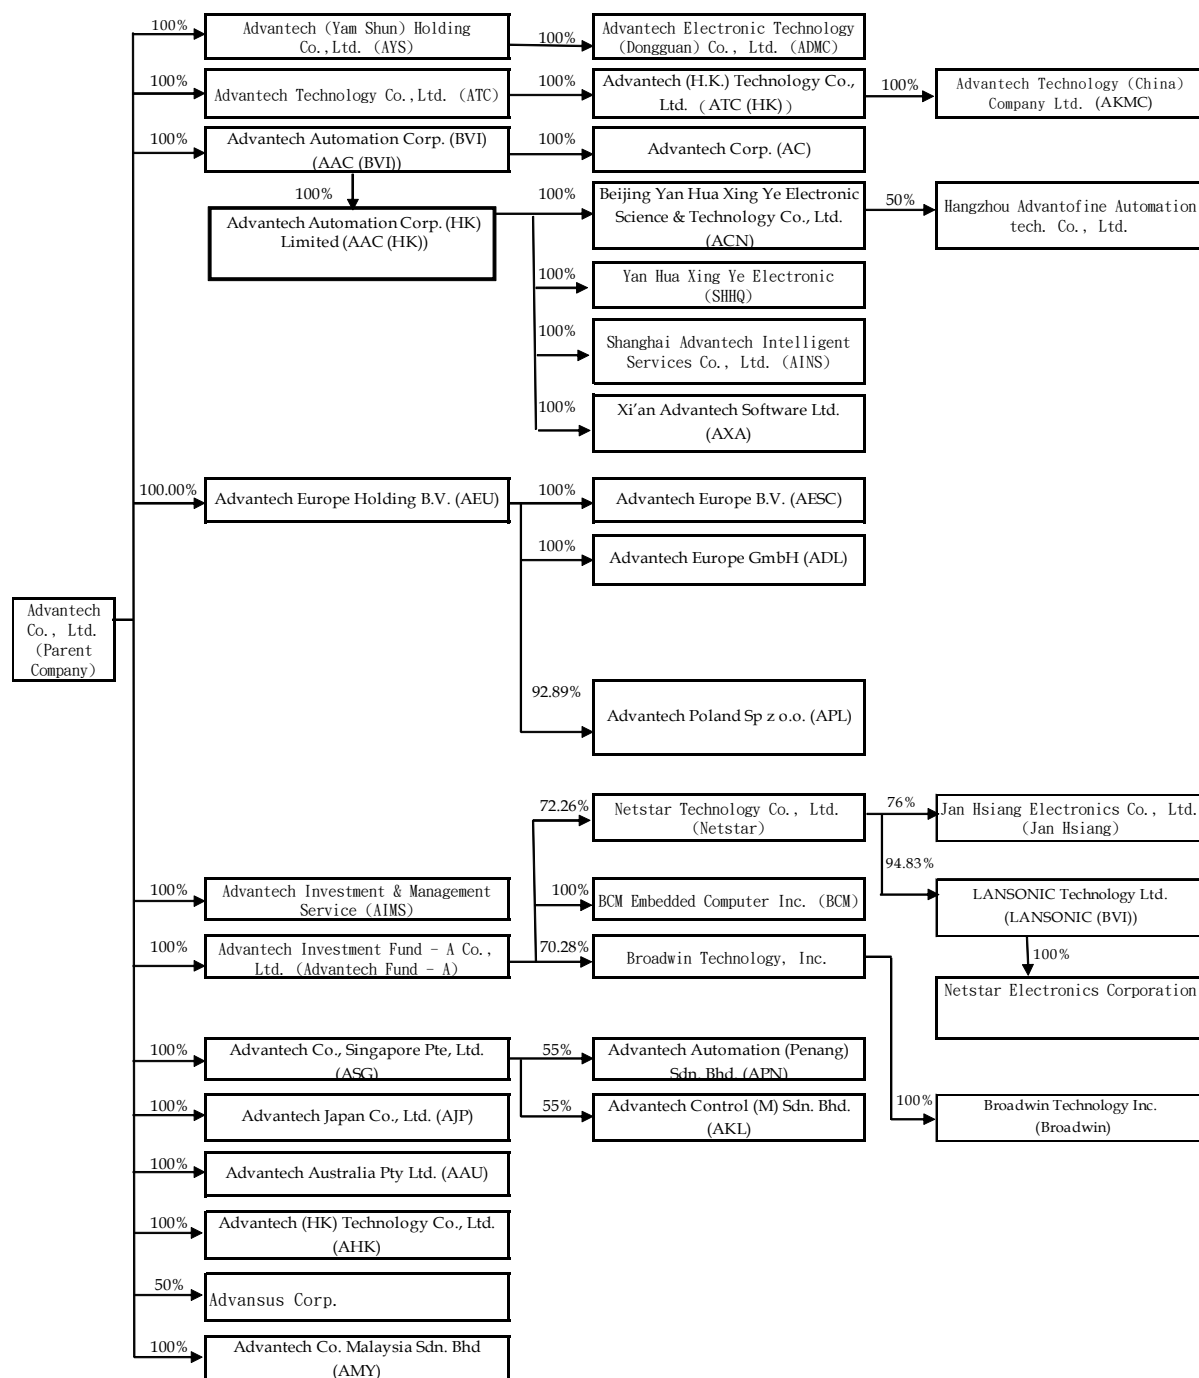 100%
Advantech (Yam Shun) Holding
Co.,Ltd. (AYS)
100%
Advantech Electronic Technology
(Dongguan) Co., Ltd. (ADMC)
100%
Advantech Technology Co.,Ltd. (ATC)
100%
Advantech (H.K.) Technology Co.,
Ltd. (ATC (HK))
100%
Advantech Technology (China)
Company Ltd. (AKMC)
100%
Advantech Automation Corp. (BVI)
(AAC (BVI))
100%
Advantech Corp. (AC)
100%
Advantech Automation Corp. (HK)
Limited (AAC (HK))
100%
Beijing Yan Hua Xing Ye Electronic
Science & Technology Co., Ltd.
(ACN)
50%
Hangzhou Advantofine Automation
tech. Co., Ltd.
100%
Yan Hua Xing Ye Electronic
(SHHQ)
100%
Shanghai Advantech Intelligent
Services Co., Ltd. (AINS)
100%
Xi’an Advantech Software Ltd.
(AXA)
100.00%
Advantech Europe Holding B.V. (AEU)
100%
Advantech Europe B.V. (AESC)
100%
Advantech Europe GmbH (ADL)
Advantech
Co., Ltd.
(Parent
Company)
92.89%
Advantech Poland Sp z o.o. (APL)
72.26%
Netstar Technology Co., Ltd.
(Netstar)
76%
Jan Hsiang Electronics Co., Ltd.
(Jan Hsiang)
94.83%
LANSONIC Technology Ltd.
(LANSONIC (BVI))
100%
Netstar Electronics Corporation
100%
Advantech Investment & Management
Service (AIMS)
100%
BCM Embedded Computer Inc. (BCM)
100%
Advantech Investment Fund - A Co.,
Ltd. (Advantech Fund - A)
70.28%
Broadwin Technology, Inc.
100%
Broadwin Technology Inc.
(Broadwin)
100%
Advantech Co., Singapore Pte, Ltd.
(ASG)
55%
Advantech Automation (Penang)
Sdn. Bhd. (APN)
55%
Advantech Control (M) Sdn. Bhd.
(AKL)
100%
Advantech Japan Co., Ltd. (AJP)
100%
Advantech Australia Pty Ltd. (AAU)
100%
Advantech (HK) Technology Co., Ltd.
(AHK)
50%
Advansus Corp.
100%
Advantech Co. Malaysia Sdn. Bhd
(AMY)